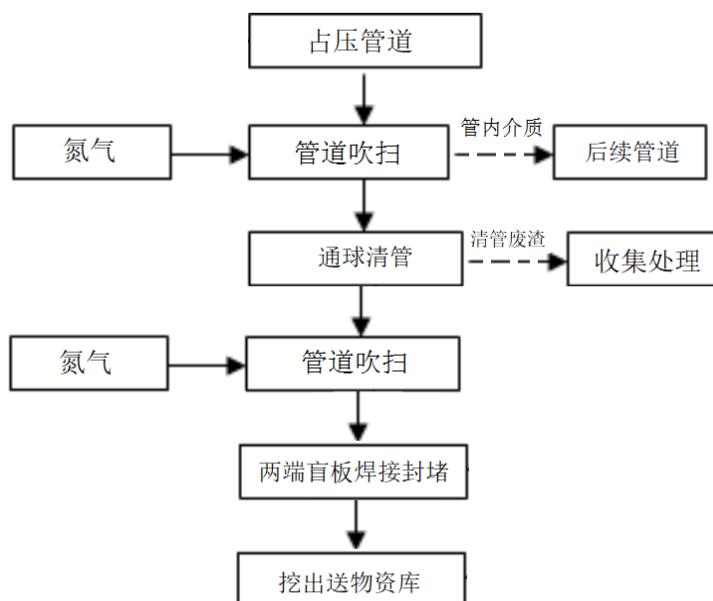 占压管道
管内介质
氮气
管道吹扫
后续管道
清管废渣
通球清管
收集处理
氮气
管道吹扫
两端盲板焊接封堵
挖出送物资库